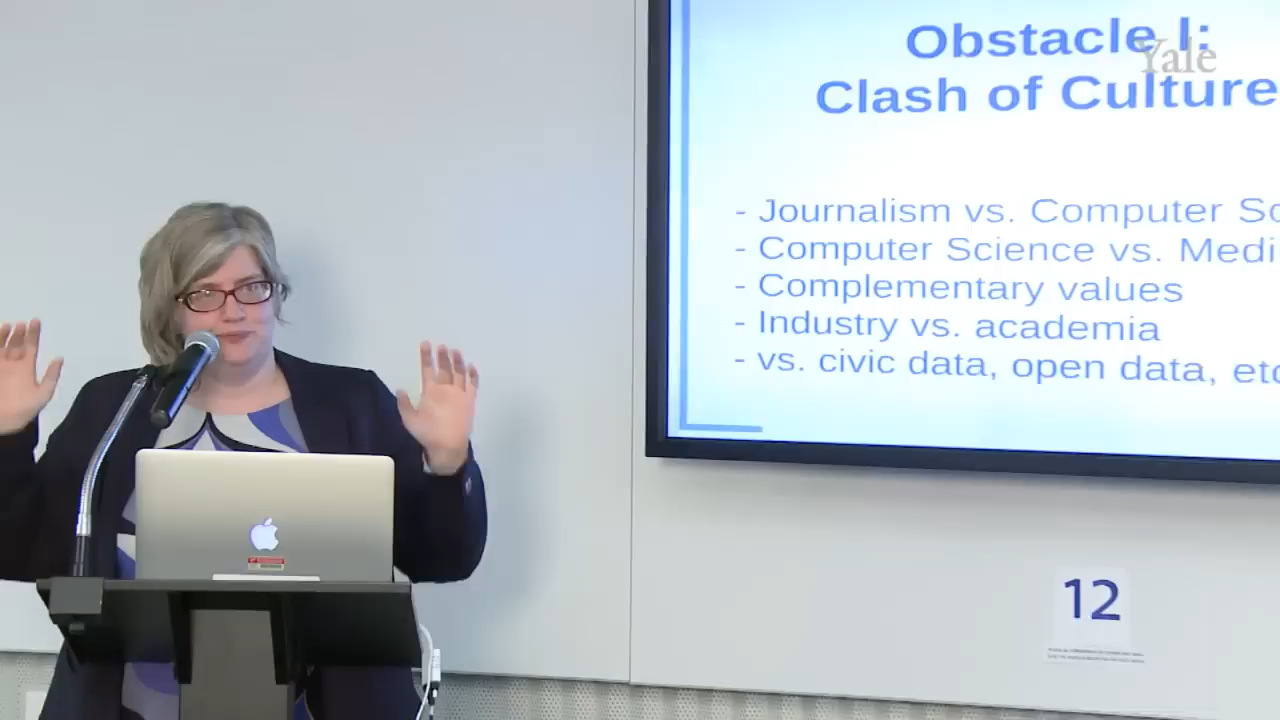 Obstacle I:
Yale
Clash of Culture
- Journalism vs. Computer Sc
- Computer Science vs. Medi
- Complementary values
- Industry vs. academia
- vs. civic data, open data, etc
12